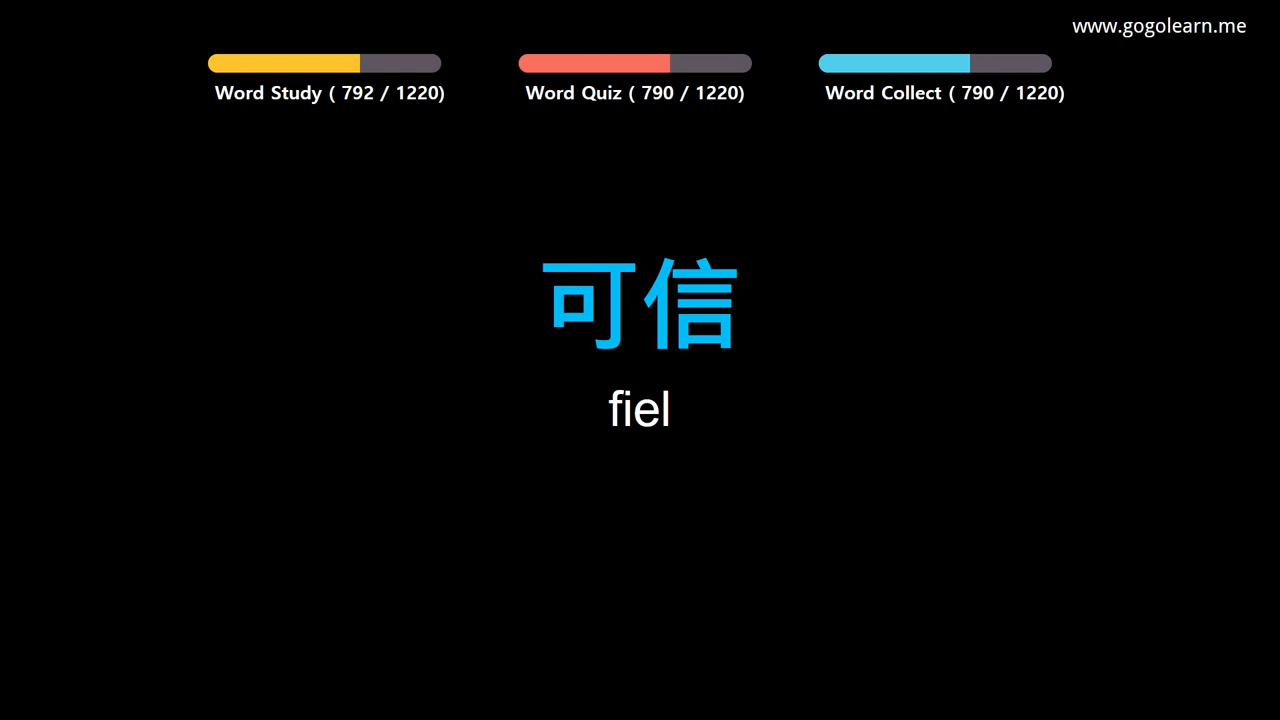 www.gogolearn.me
Word Study ( 792 / 1220)
Word Quiz ( 790 / 1220)
Word Collect ( 790 / 1220)
可信
fiel